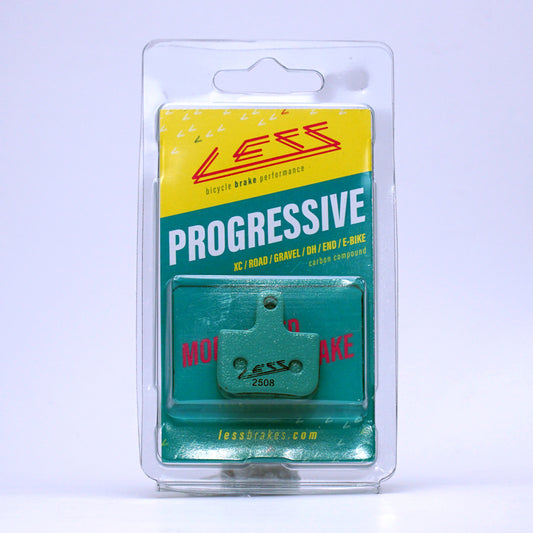 LESS
bicycle brake performance
PROGRESSIVE
XC / ROAD / GRAVEL / DH / END / E-BIKE
carbon compound
LESS
2508
lessbrakes.com